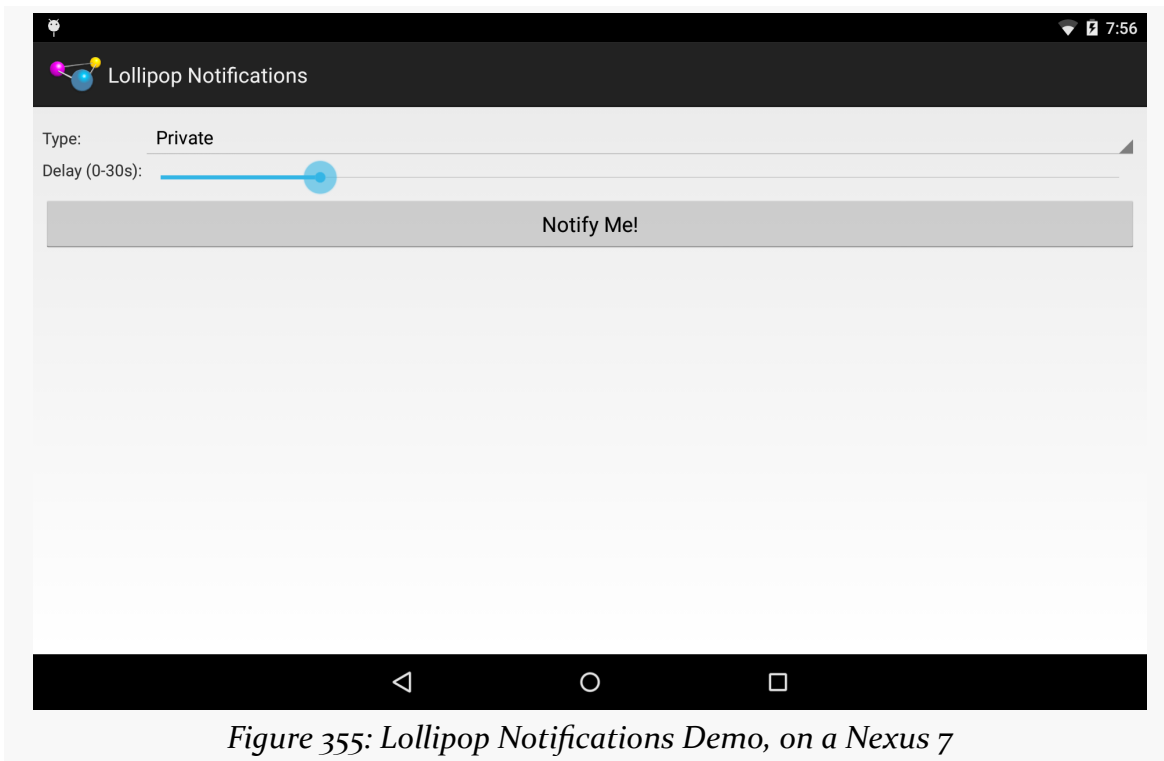 7:56
Lollipop Notifications
Type: Private
Delay (0-30s):
Notify Me!
Figure 355: Lollipop Notifications Demo, on a Nexus 7